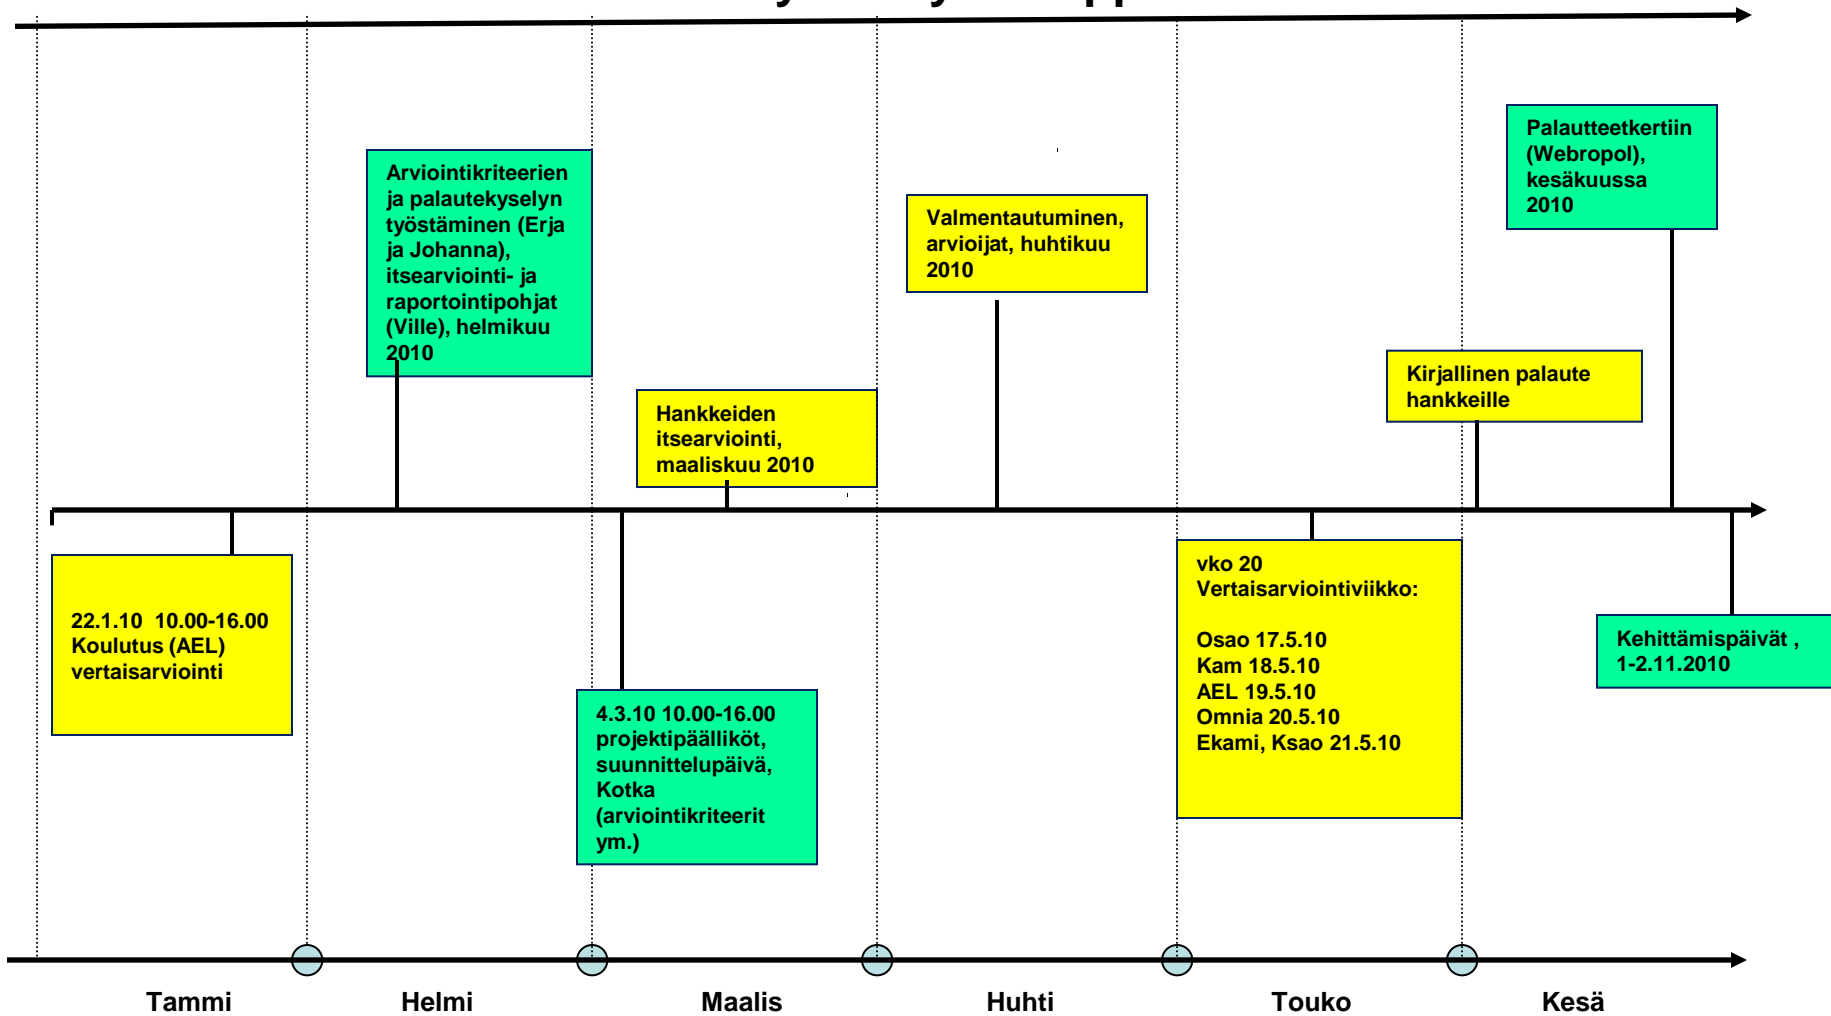 Arviointikriteerien
ja palautekyselyn
työstäminen (Erja
ja Johanna),
itsearviointi- ja
raportointipohjat
(Ville), helmikuu
2010
Hankkeiden
itsearviointi,
maaliskuu 2010
Valmentautuminen,
arvioijat, huhtikuu
2010
Kirjallinen palaute
hankkeille
Palautteetkertiin
(Webropol),
kesäkuussa
2010
22.1.10 10.00-16.00
Koulutus (AEL)
vertaisarviointi
4.3.10 10.00-16.00
projektipäälliköt,
suunnittelupäivä,
Kotka
(arviointikriteerit
ym.)
vko 20
Vertaisarviointiviikko:
Osao 17.5.10
Kam 18.5.10
AEL 19.5.10
Omnia 20.5.10
Ekami, Ksao 21.5.10
Kehittämispäivät ,
1-2.11.2010
Tammi Helmi Maalis Huhti Touko Kesä